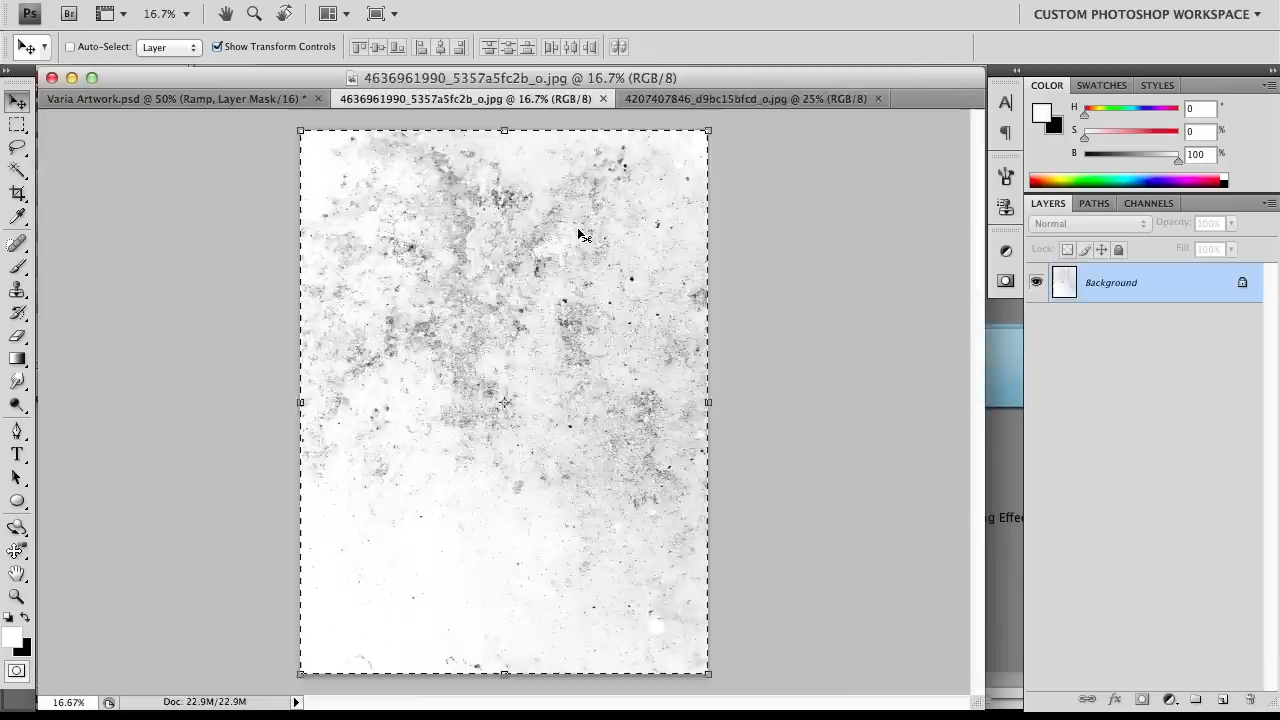 Ps
Br
16.7%
CUSTOM PHOTOSHOP WORKSPACE
Auto-Select:
Layer
Show Transform Controls
4636961990_5357a5fc2b_o.jpg @ 16.7% (RGB/8)
Varia Artwork.psd @ 50% (Ramp, Layer Mask/16) *
4636961990_5357a5fc2b_o.jpg @ 16.7% (RGB/8)
4207407846_d9bc15bfcd_o.jpg @ 25% (RGB/8)
COLOR
SWATCHES
STYLES
H
0
°
S
0
%
B
100
%
LAYERS
PATHS
CHANNELS
Normal
Opacity:
100%
Lock:
Fill:
100%
Background
g Effec
fx
16.67%
Doc: 22.9M/22.9M